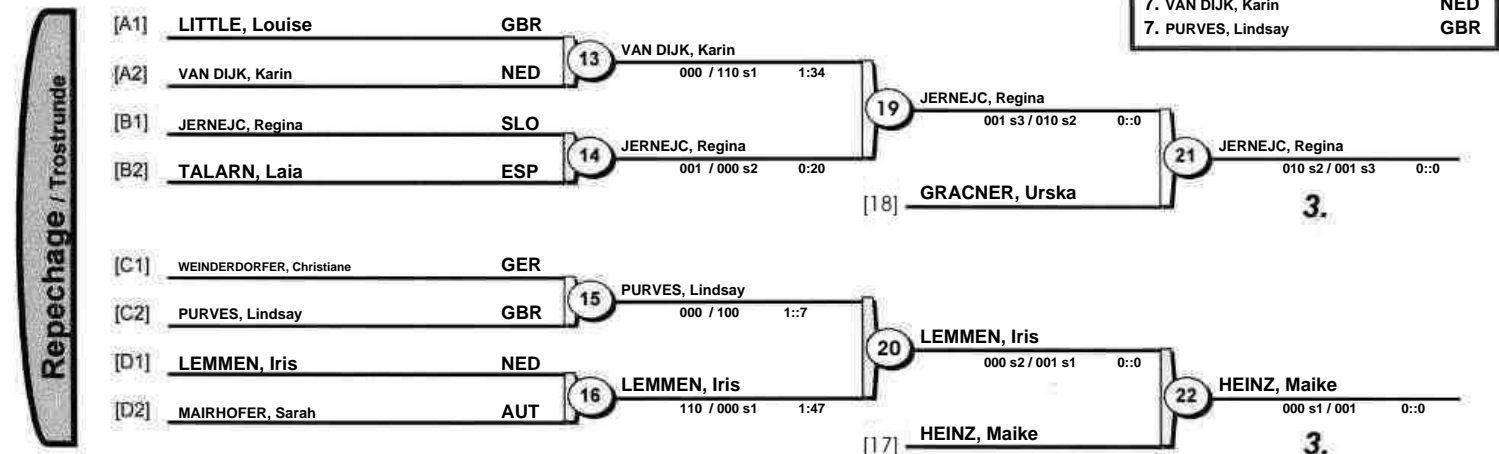 7. VAN DIJK, Karin NED
7. PURVES, Lindsay GBR
Repechage / Trostrunde
[A1] LITTLE, Louise GBR
[A2] VAN DIJK, Karin NED
13
VAN DIJK, Karin
000 / 110 s1 1:34
[B1] JERNEJC, Regina SLO
[B2] TALARN, Laia ESP
14
JERNEJC, Regina
001 / 000 s2 0:20
19
JERNEJC, Regina
001 s3 / 010 s2 0::0
[18] GRACNER, Urska
21
JERNEJC, Regina
010 s2 / 001 s3 0::0
3.
[C1] WEINDERDORFER, Christiane GER
[C2] PURVES, Lindsay GBR
15
PURVES, Lindsay
000 / 100 1::7
[D1] LEMMEN, Iris NED
[D2] MAIRHOFER, Sarah AUT
16
LEMMEN, Iris
110 / 000 s1 1:47
20
LEMMEN, Iris
000 s2 / 001 s1 0::0
[17] HEINZ, Maike
22
HEINZ, Maike
000 s1 / 001 0::0
3.